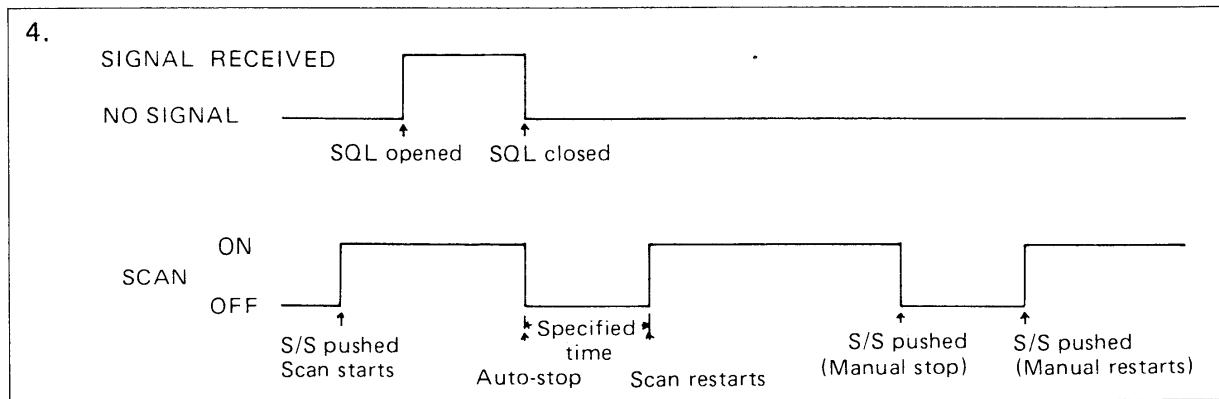 4.
SIGNAL RECEIVED
NO SIGNAL
SQL opened
SQL closed
ON
SCAN
OFF
S/S pushed
Scan starts
Specified
time
Auto-stop
Scan restarts
S/S pushed
(Manual stop)
S/S pushed
(Manual restarts)